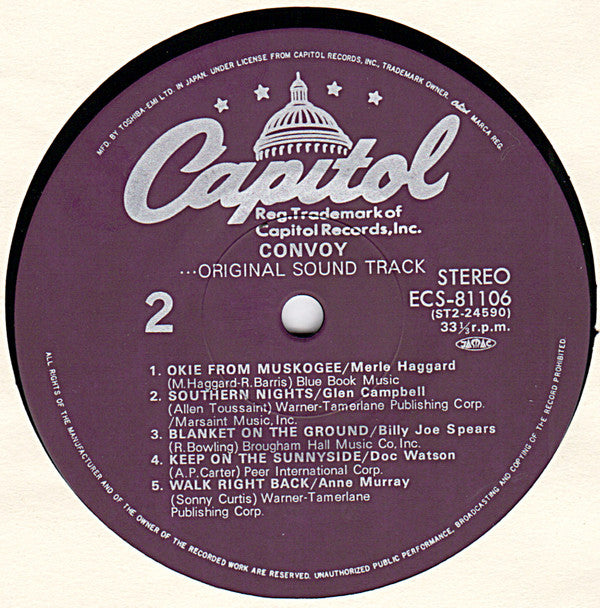 MFD. BY TOSHIBA-EMI LTD. IN JAPAN. UNDER LICENSE FROM CAPITOL RECORDS, INC., TRADEMARK OWNER. Capitol MARCA REG.
Capitol
Reg.Trademark of
Capitol Records,Inc.
CONVOY
...ORIGINAL SOUND TRACK
STEREO
2
ECS-81106
(ST2-24590)
33⅓r.p.m.
JASRAC
1. OKIE FROM MUSKOGEE/Merle Haggard
(M.Haggard-R.Barris) Blue Book Music
2. SOUTHERN NIGHTS/Glen Campbell
(Allen Toussaint) Warner-Tamerlane Publishing Corp.
/Marsaint Music, Inc.
3. BLANKET ON THE GROUND/Billy Joe Spears
(R.Bowling) Brougham Hall Music Co, Inc.
4. KEEP ON THE SUNNYSIDE/Doc Watson
(A.P.Carter) Peer International Corp.
5. WALK RIGHT BACK/Anne Murray
(Sonny Curtis) Warner-Tamerlane
Publishing Corp.
ALL RIGHTS OF THE MANUFACTURER AND OF THE OWNER OF THE RECORDED WORK ARE RESERVED. UNAUTHORIZED PUBLIC PERFORMANCE, BROADCASTING AND COPYING OF THE RECORD PROHIBITED.